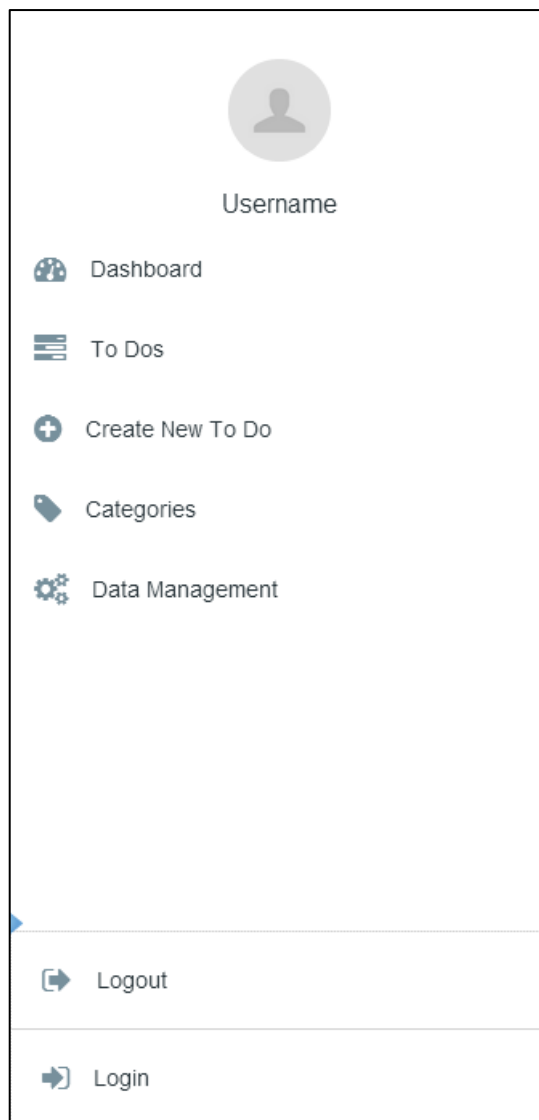 Username
Dashboard
To Dos
Create New To Do
Categories
Data Management
Logout
Login